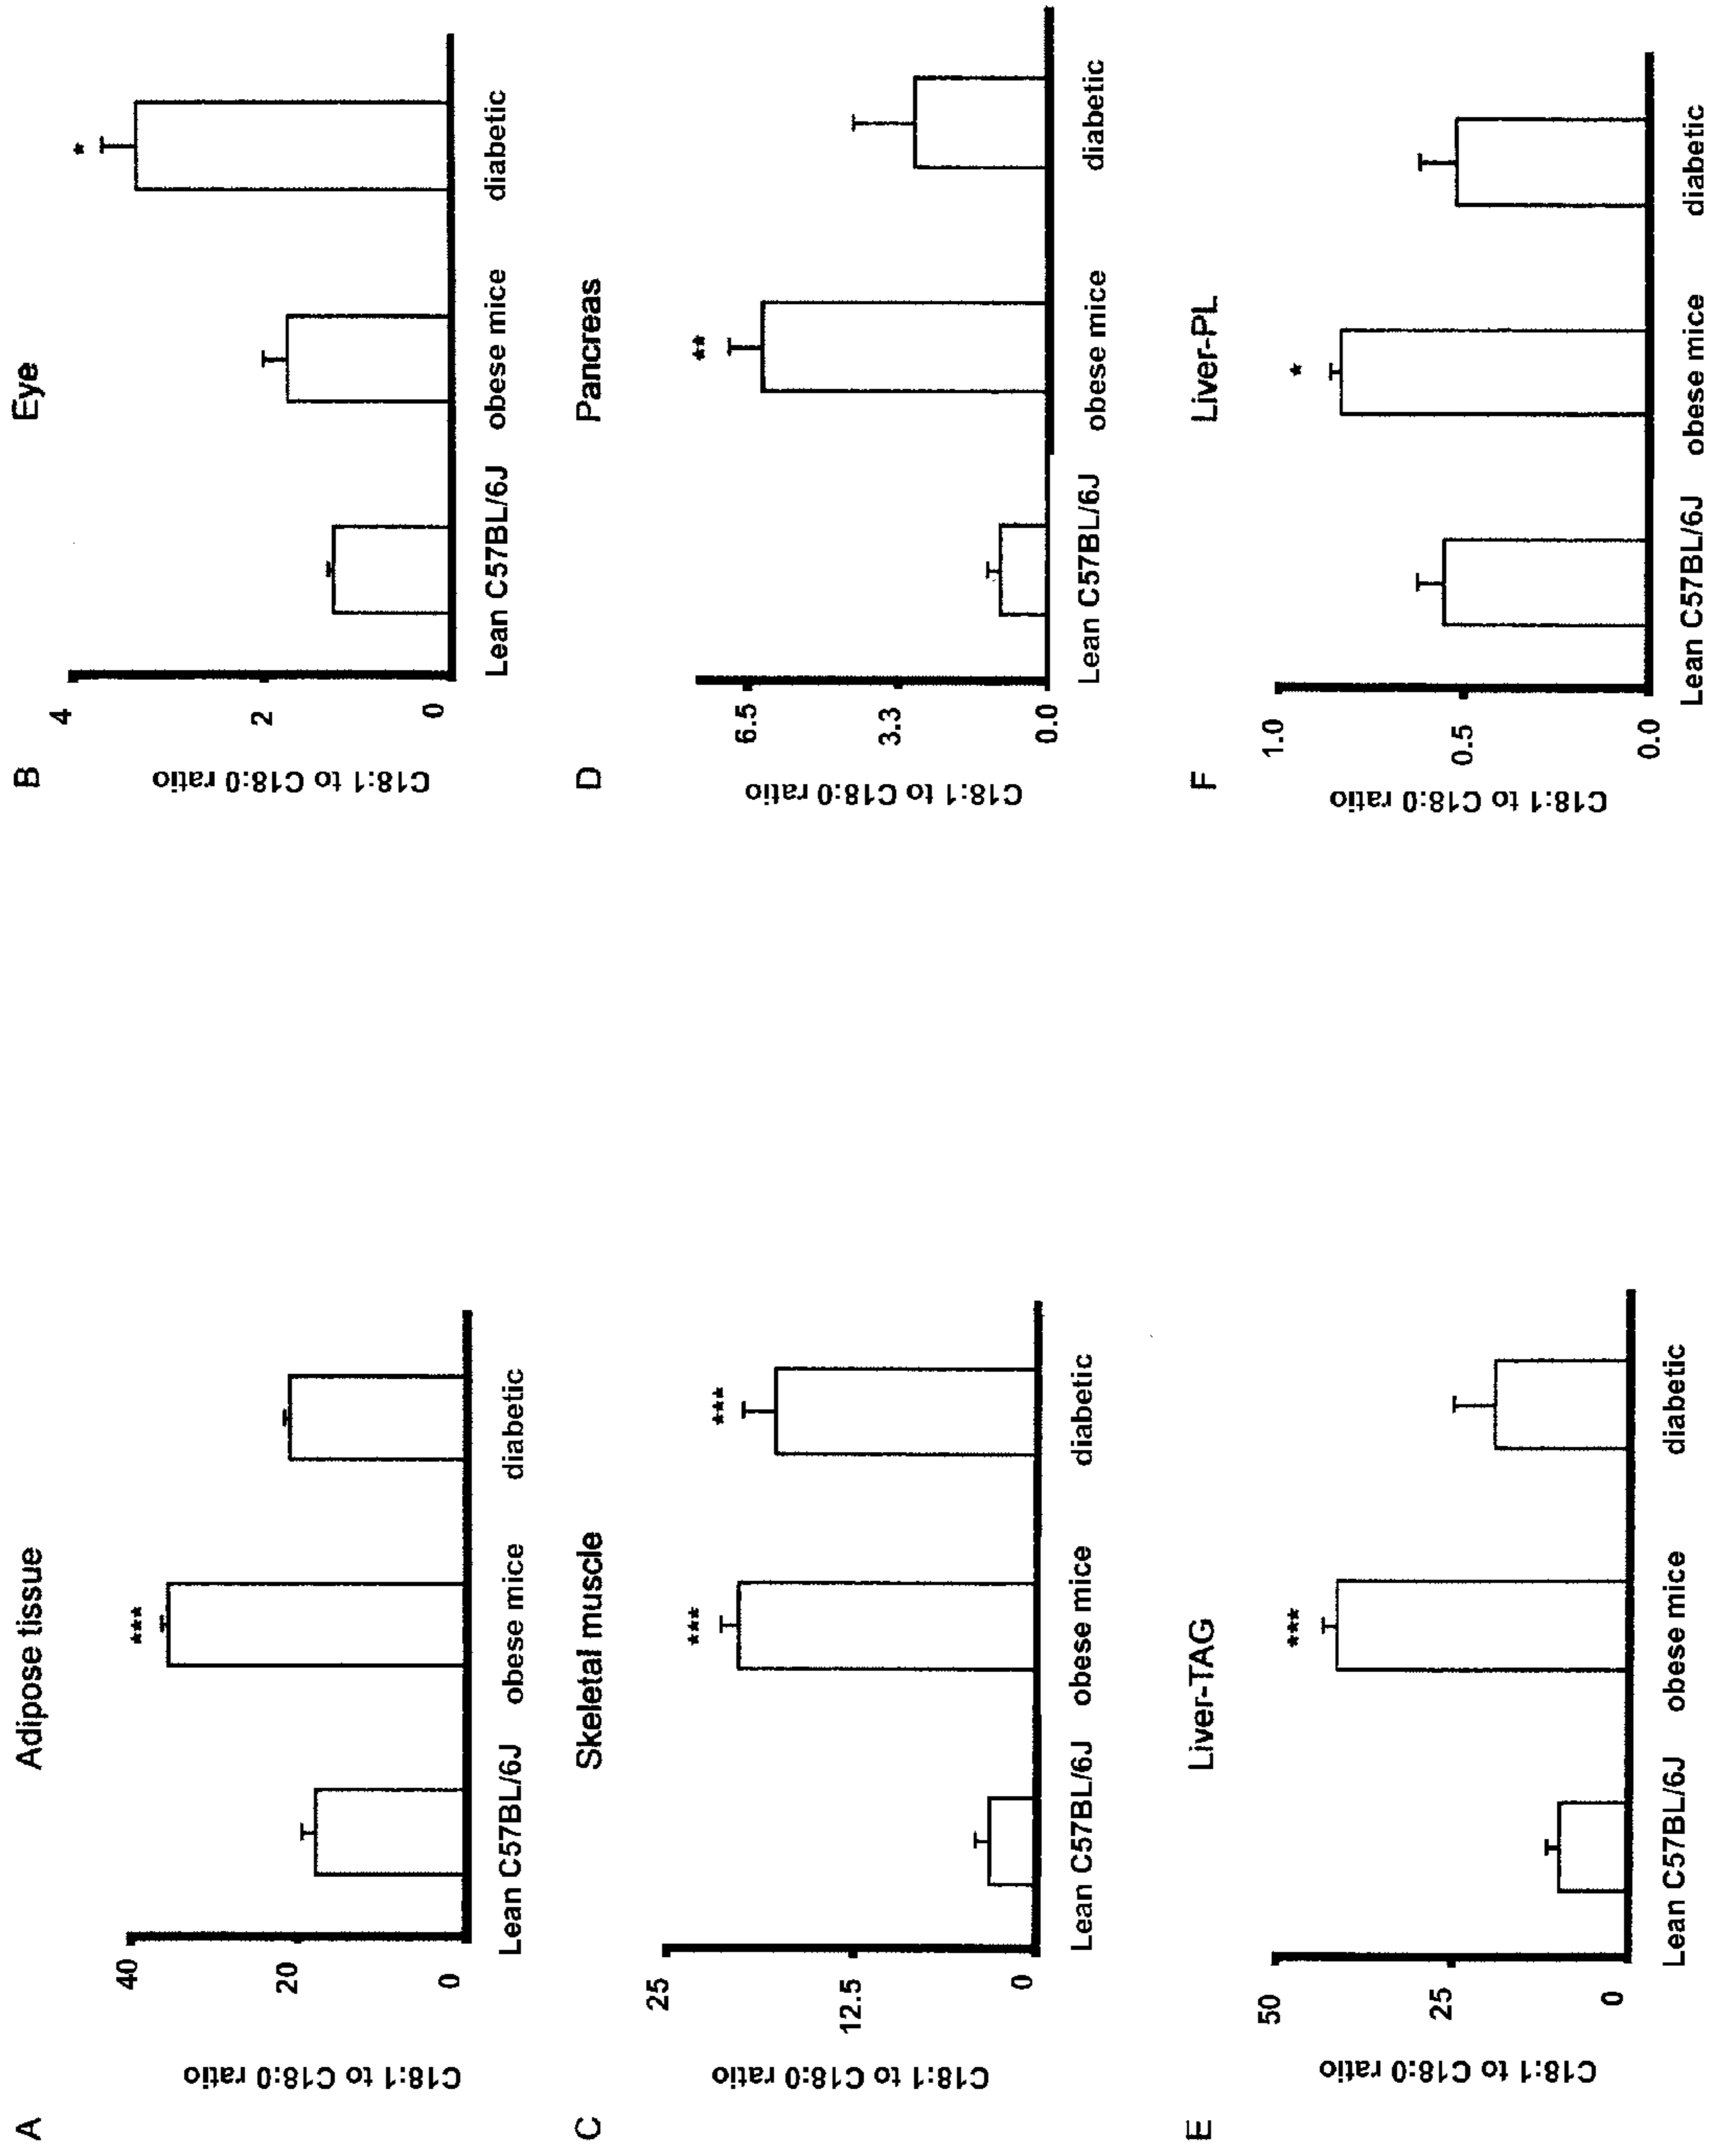 A
Adipose tissue
C18:1 to C18:0 ratio
40
20
0
***
Lean C57BL/6J
obese mice
diabetic
B
Eye
C18:1 to C18:0 ratio
4
2
0
*
Lean C57BL/6J
obese mice
diabetic
C
Skeletal muscle
C18:1 to C18:0 ratio
25
12.5
0
***
***
Lean C57BL/6J
obese mice
diabetic
D
Pancreas
C18:1 to C18:0 ratio
6.5
3.3
0.0
**
Lean C57BL/6J
obese mice
diabetic
E
Liver-TAG
C18:1 to C18:0 ratio
50
25
0
***
Lean C57BL/6J
obese mice
diabetic
F
Liver-PL
C18:1 to C18:0 ratio
1.0
0.5
0.0
*
Lean C57BL/6J
obese mice
diabetic